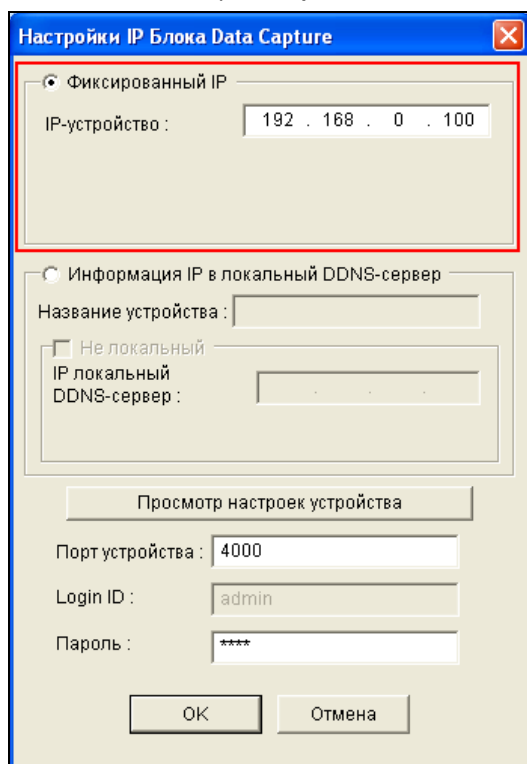 Настройки IP Блока Data Capture
Фиксированный IP
IP-устройство : 192 . 168 . 0 . 100
Информация IP в локальный DDNS-сервер
Название устройства :
Не локальный
IP локальный
DDNS-сервер : . . .
Просмотр настроек устройства
Порт устройства : 4000
Login ID : admin
Пароль : ****
OK Отмена